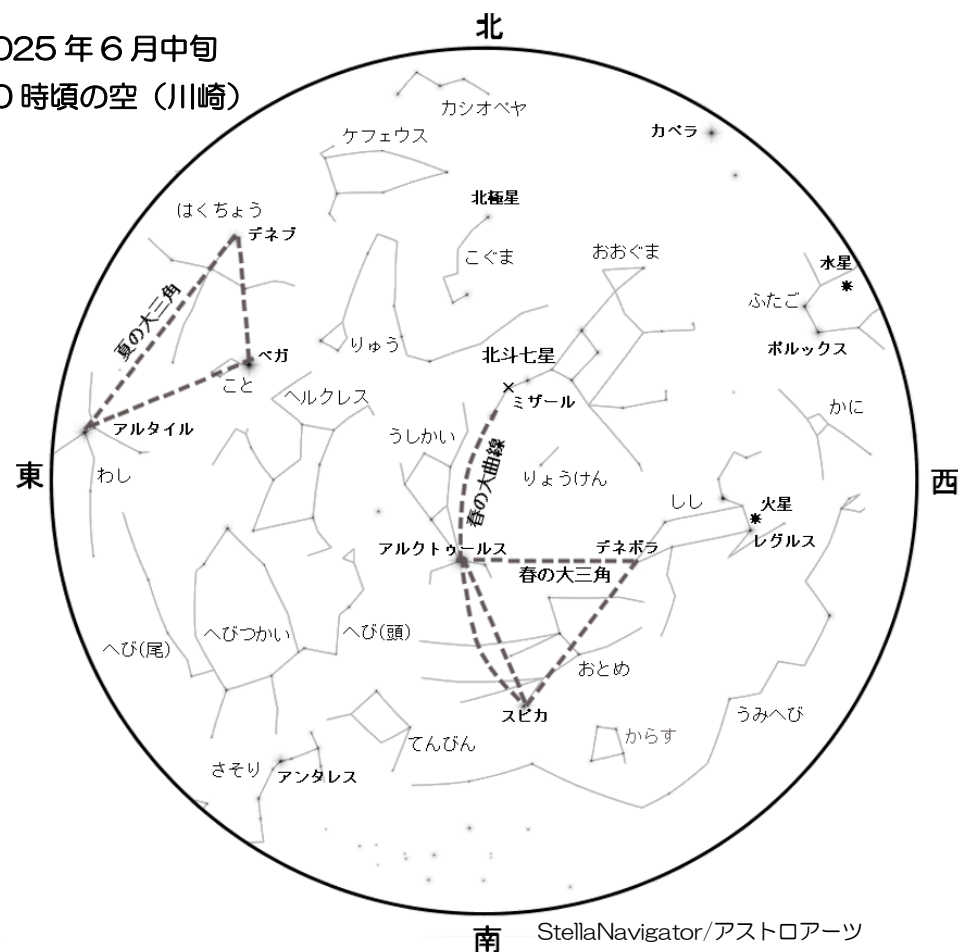 北
025年6月中旬
0時頃の空（川崎）
カシオペヤ
カペラ
ケフェウス
北極星
はくちょう
デネブ
こぐま
おおぐま
水星
ふたご
夏の大三角
りゅう
北斗七星
ポルックス
ベガ
こと
ヘルクレス
ミザール
かに
アルタイル
うしかい
春の大曲線
東
わし
りょうけん
西
しし
火星
レグルス
アルクトゥールス
デネボラ
春の大三角
へび(尾)
へびつかい
へび(頭)
おとめ
スピカ
うみへび
からす
てんびん
さそり
アンタレス
南
StellaNavigator/アストロアーツ